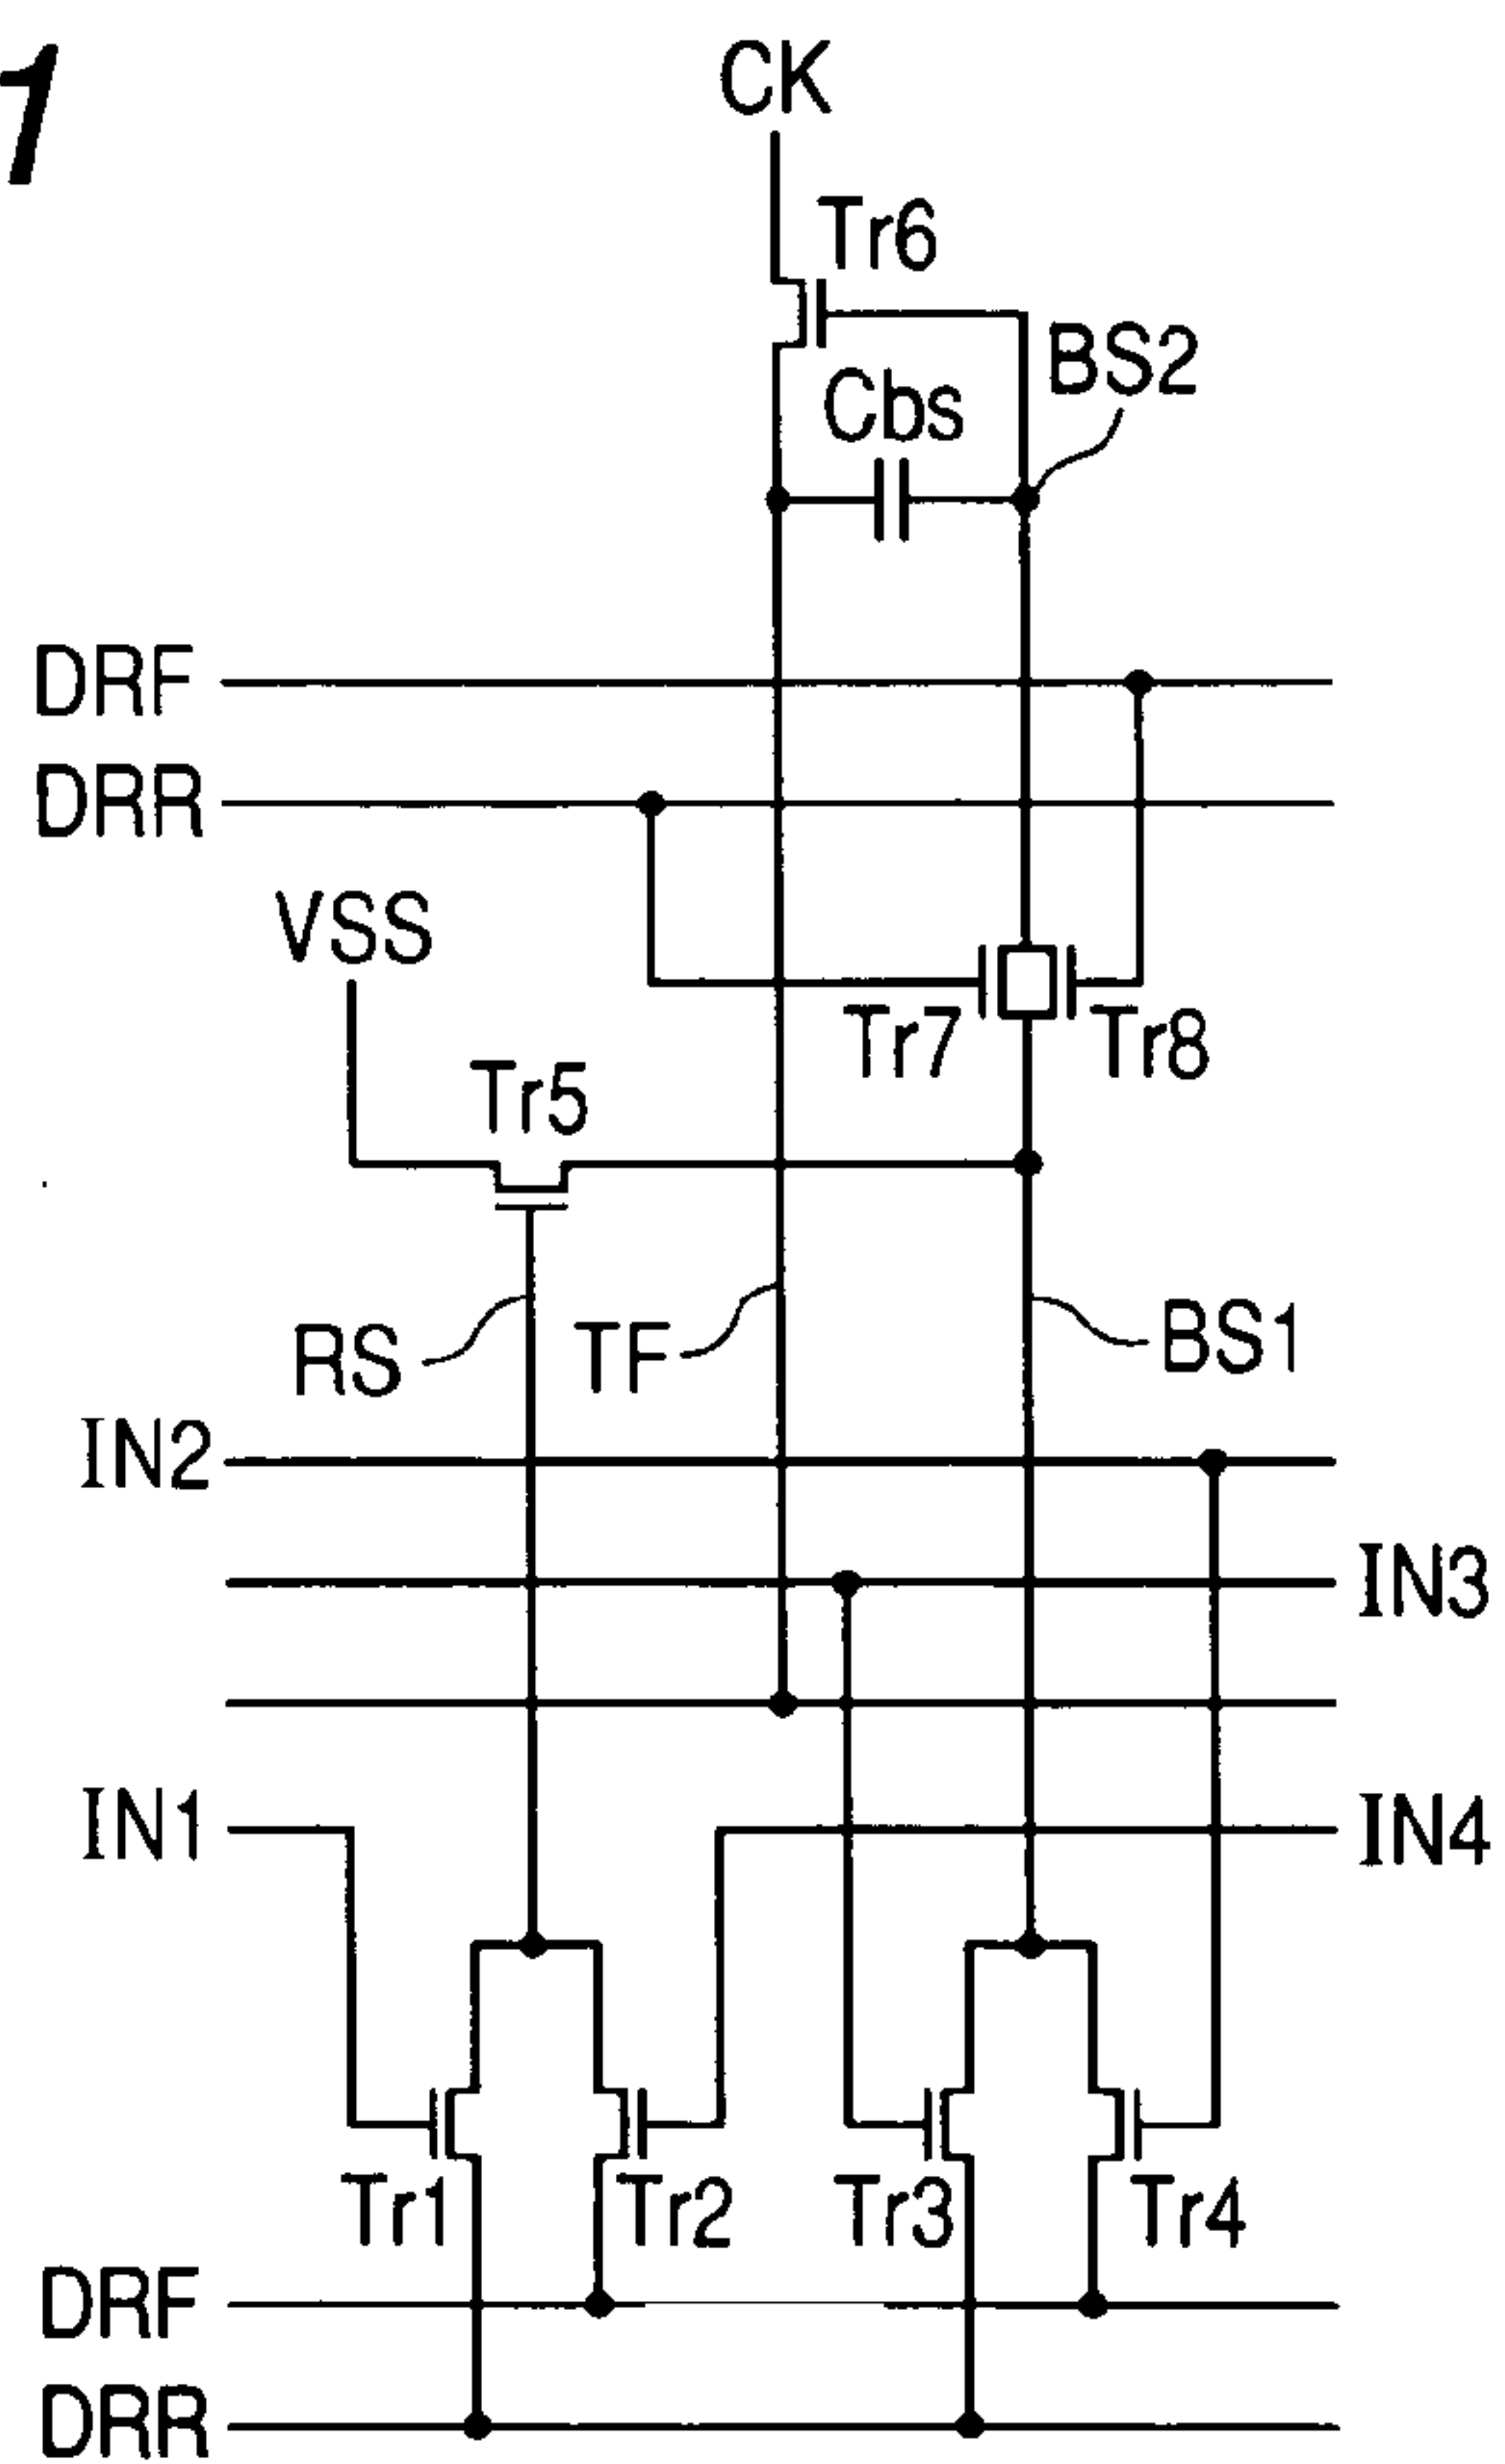 1
CK
Tr6
BS2
Cbs
DRF
DRR
VSS
Tr7
Tr8
Tr5
RS
TF
BS1
IN2
IN3
IN1
IN4
Tr1
Tr2
Tr3
Tr4
DRF
DRR